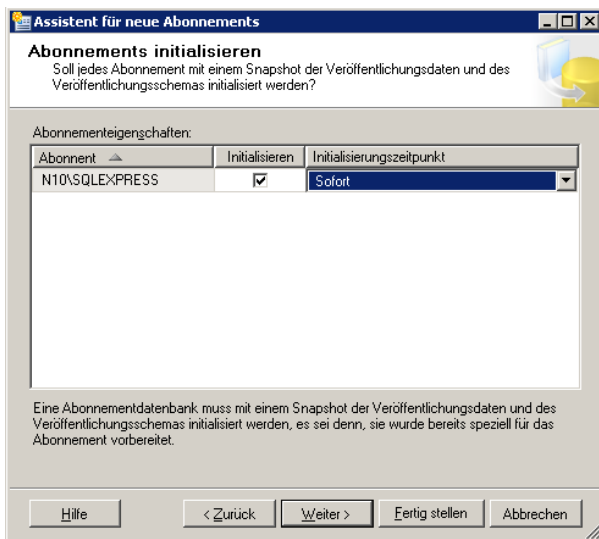 Assistent für neue Abonnements
Abonnements initialisieren
Soll jedes Abonnement mit einem Snapshot der Veröffentlichungsdaten und des
Veröffentlichungsschemas initialisiert werden?
Abonnementeigenschaften:
Abonnent Initialisieren Initialisierungszeitpunkt
N10\SQLEXPRESS Sofort
Eine Abonnementdatenbank muss mit einem Snapshot der Veröffentlichungsdaten und des
Veröffentlichungsschemas initialisiert werden, es sei denn, sie wurde bereits speziell für das
Abonnement vorbereitet.
Hilfe < Zurück Weiter > Fertig stellen Abbrechen